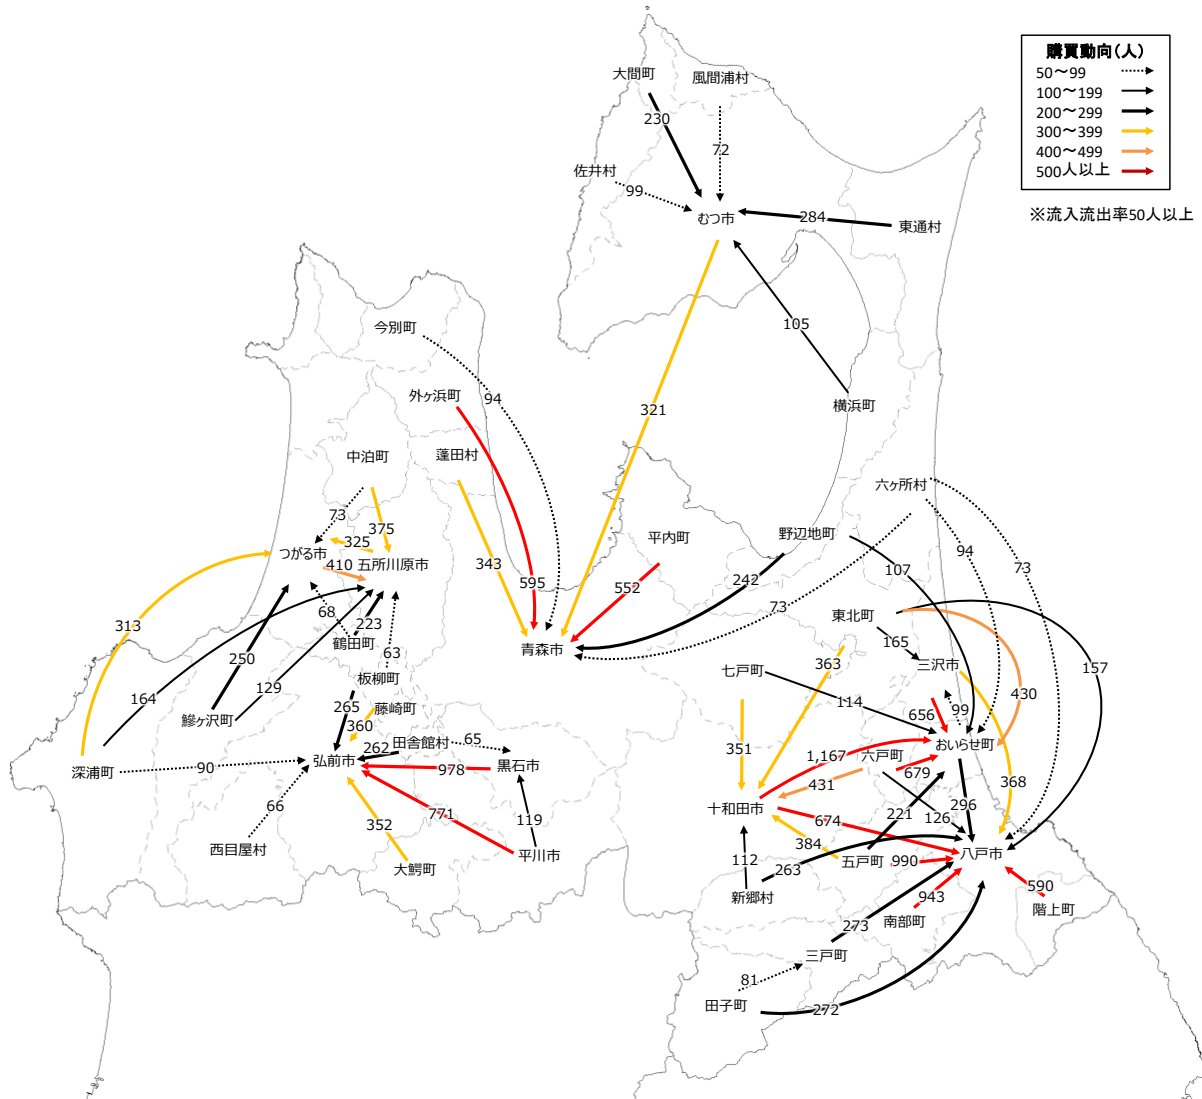 購買動向(人)
50～99
100～199
200～299
300～399
400～499
500人以上
※流入流出率50人以上
大間町
風間浦村
230
72
佐井村
99
むつ市
284
東通村
105
今別町
321
外ヶ浜町
94
横浜町
中泊町
蓬田村
六ヶ所村
73
375
325
つがる市
410
五所川原市
343
595
平内町
552
野辺地町
242
107
94
73
313
68
223
鶴田町
63
青森市
73
東北町
165
三沢市
157
250
129
板柳町
363
七戸町
430
164
鰺ヶ沢町
265
藤崎町
360
114
656
99
262
田舎館村
65
351
1,167
おいらせ町
深浦町
90
弘前市
978
黒石市
六戸町
679
431
368
66
352
771
119
十和田市
674
221
126
296
西目屋村
大鰐町
平川市
384
112
263
五戸町
990
八戸市
新郷村
943
590
南部町
階上町
273
三戸町
81
田子町
272